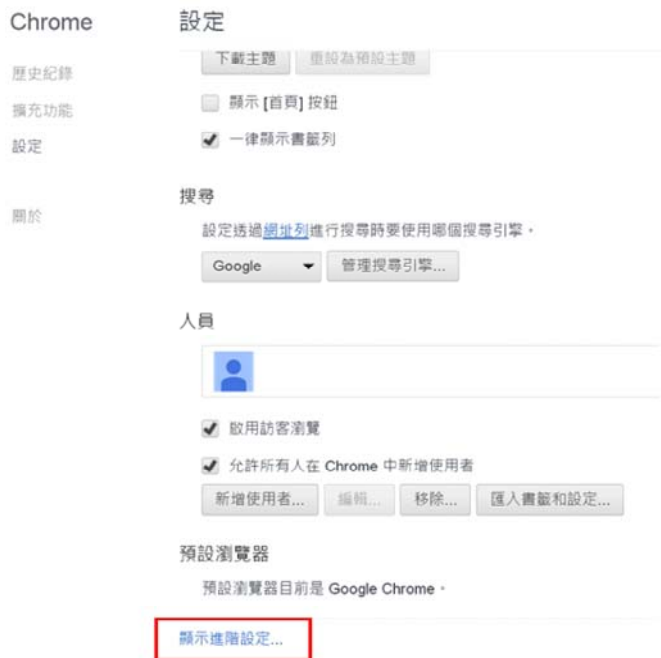 Chrome
設定
下載主題
重設為預設主題
歷史紀錄
顯示 [首頁] 按鈕
擴充功能
一律顯示書籤列
設定
搜尋
關於
設定透過網址列進行搜尋時要使用哪個搜尋引擎。
Google
管理搜尋引擎...
人員
啟用訪客瀏覽
允許所有人在 Chrome 中新增使用者
新增使用者...
編輯...
移除...
匯入書籤和設定...
預設瀏覽器
預設瀏覽器目前是 Google Chrome。
顯示進階設定...